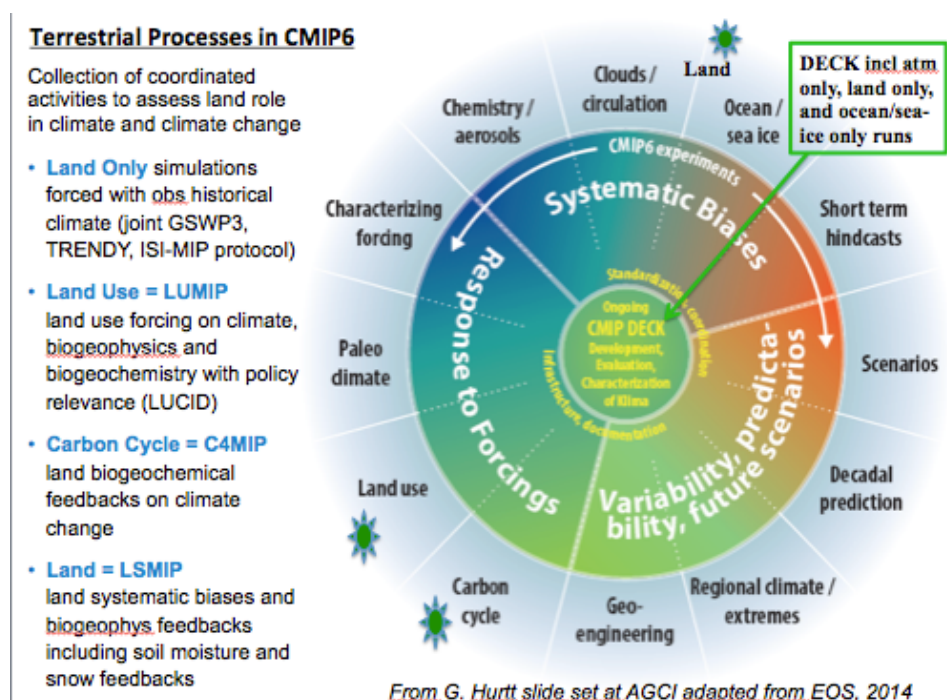 Terrestrial Processes in CMIP6
Collection of coordinated
activities to assess land role
in climate and climate change
• Land Only simulations
forced with obs historical
climate (joint GSWP3,
TRENDY, ISI-MIP protocol)
• Land Use = LUMIP
land use forcing on climate,
biogeophysics and
biogeochemistry with policy
relevance (LUCID)
• Carbon Cycle = C4MIP
land biogeochemical
feedbacks on climate
change
• Land = LSMIP
land systematic biases and
biogeophys feedbacks
including soil moisture and
snow feedbacks
Land
DECK incl atm
only, land only,
and ocean/sea-
ice only runs
Clouds /
circulation
Ocean /
sea ice
Short term
hindcasts
Scenarios
Decadal
prediction
Regional climate /
extremes
Geo-
engineering
Carbon
cycle
Land use
Paleo
climate
Characterizing
forcing
Chemistry /
aerosols
CMIP6 experiments
Systematic Biases
Response to Forcings
Variability, predicta-
bility, future scenarios
Standardization, coordination
Infrastructure, documentation
Ongoing
CMIP DECK
Development,
Evaluation,
Characterization
of Klima
From G. Hurtt slide set at AGCI adapted from EOS, 2014